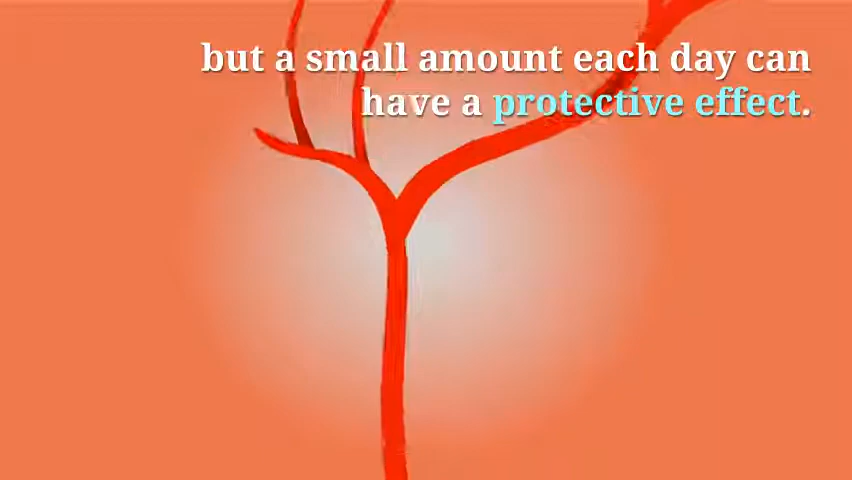 but a small amount each day can
have a protective effect.